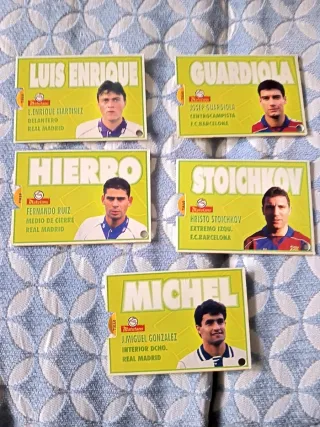 LUIS ENRIQUE
L.ENRIQUE MARTINEZ
DELANTERO
REAL MADRID
GUARDIOLA
JOSEP GUARDIOLA
CENTROCAMPISTA
F.C.BARCELONA
HIERRO
FERNANDO RUIZ
MEDIO DE CIERRE
REAL MADRID
STOICHKOV
HRISTO STOICHKOV
EXTREMO IZQU.
F.C.BARCELONA
MICHEL
J.MIGUEL GONZALEZ
INTERIOR DCHO.
REAL MADRID